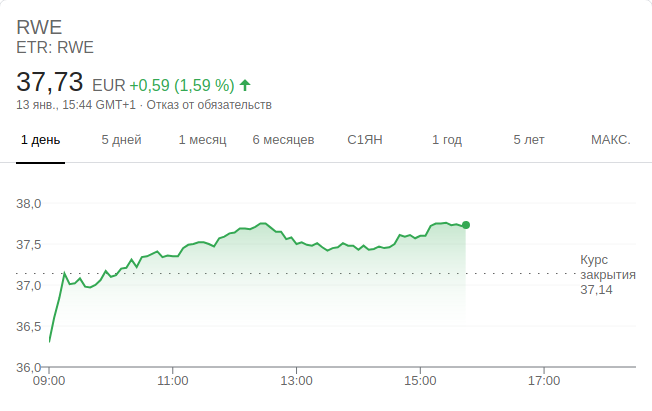 RWE
ETR: RWE
37,73 EUR +0,59 (1,59 %)
13 янв., 15:44 GMT+1 · Отказ от обязательств
1 день 5 дней 1 месяц 6 месяцев С1ЯН 1 год 5 лет МАКС.
38,0
37,5
37,0
36,5
36,0
Курс
закрытия
37,14
09:00 11:00 13:00 15:00 17:00